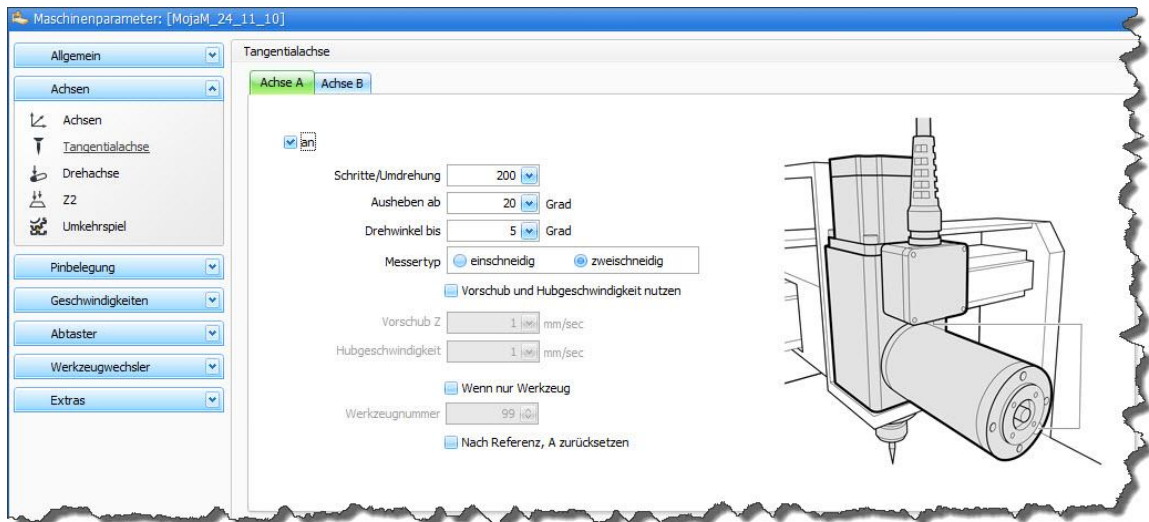 Maschinenparameter: [MojaM_24_11_10]
Allgemein
Achsen
Achsen
Tangentialachse
Drehachse
Z2
Umkehrspiel
Pinbelegung
Geschwindigkeiten
Abtaster
Werkzeugwechsler
Extras
Tangentialachse
Achse A Achse B
an
Schritte/Umdrehung 200
Ausheben ab 20 Grad
Drehwinkel bis 5 Grad
Messertyp einschneidig zweischneidig
Vorschub und Hubgeschwindigkeit nutzen
Vorschub Z 1 mm/sec
Hubgeschwindigkeit 1 mm/sec
Wenn nur Werkzeug
Werkzeugnummer 99
Nach Referenz, A zurücksetzen